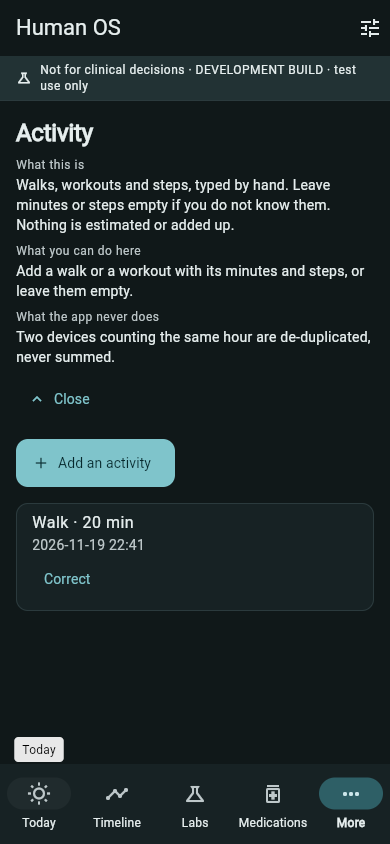 Human OS
Not for clinical decisions · DEVELOPMENT BUILD · test
use only
Activity
What this is
Walks, workouts and steps, typed by hand. Leave
minutes or steps empty if you do not know them.
Nothing is estimated or added up.
What you can do here
Add a walk or a workout with its minutes and steps, or
leave them empty.
What the app never does
Two devices counting the same hour are de-duplicated,
never summed.
Close
Add an activity
Walk · 20 min
2026-11-19 22:41
Correct
Today
Today
Timeline
Labs
Medications
More